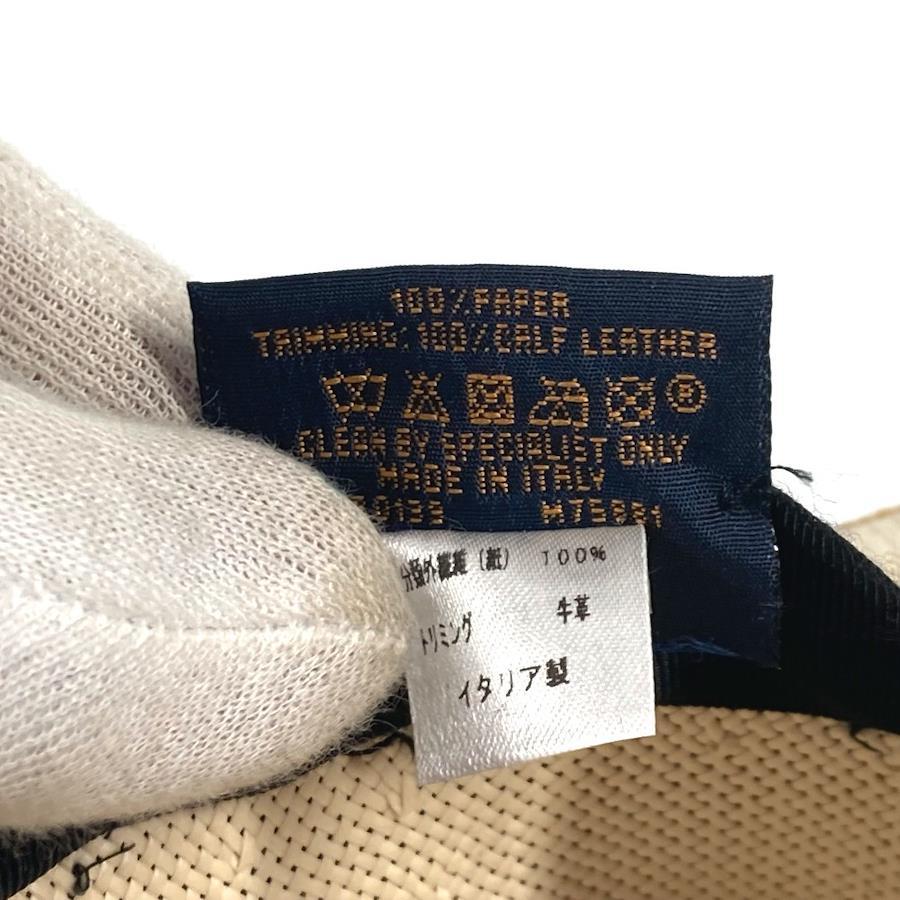 100%PAPER
TRIMMING: 100%CALF LEATHER
®
CLEAN BY SPECIALIST ONLY
MADE IN ITALY
分類外繊維(紙) 100%
トリミング 牛革
イタリア製